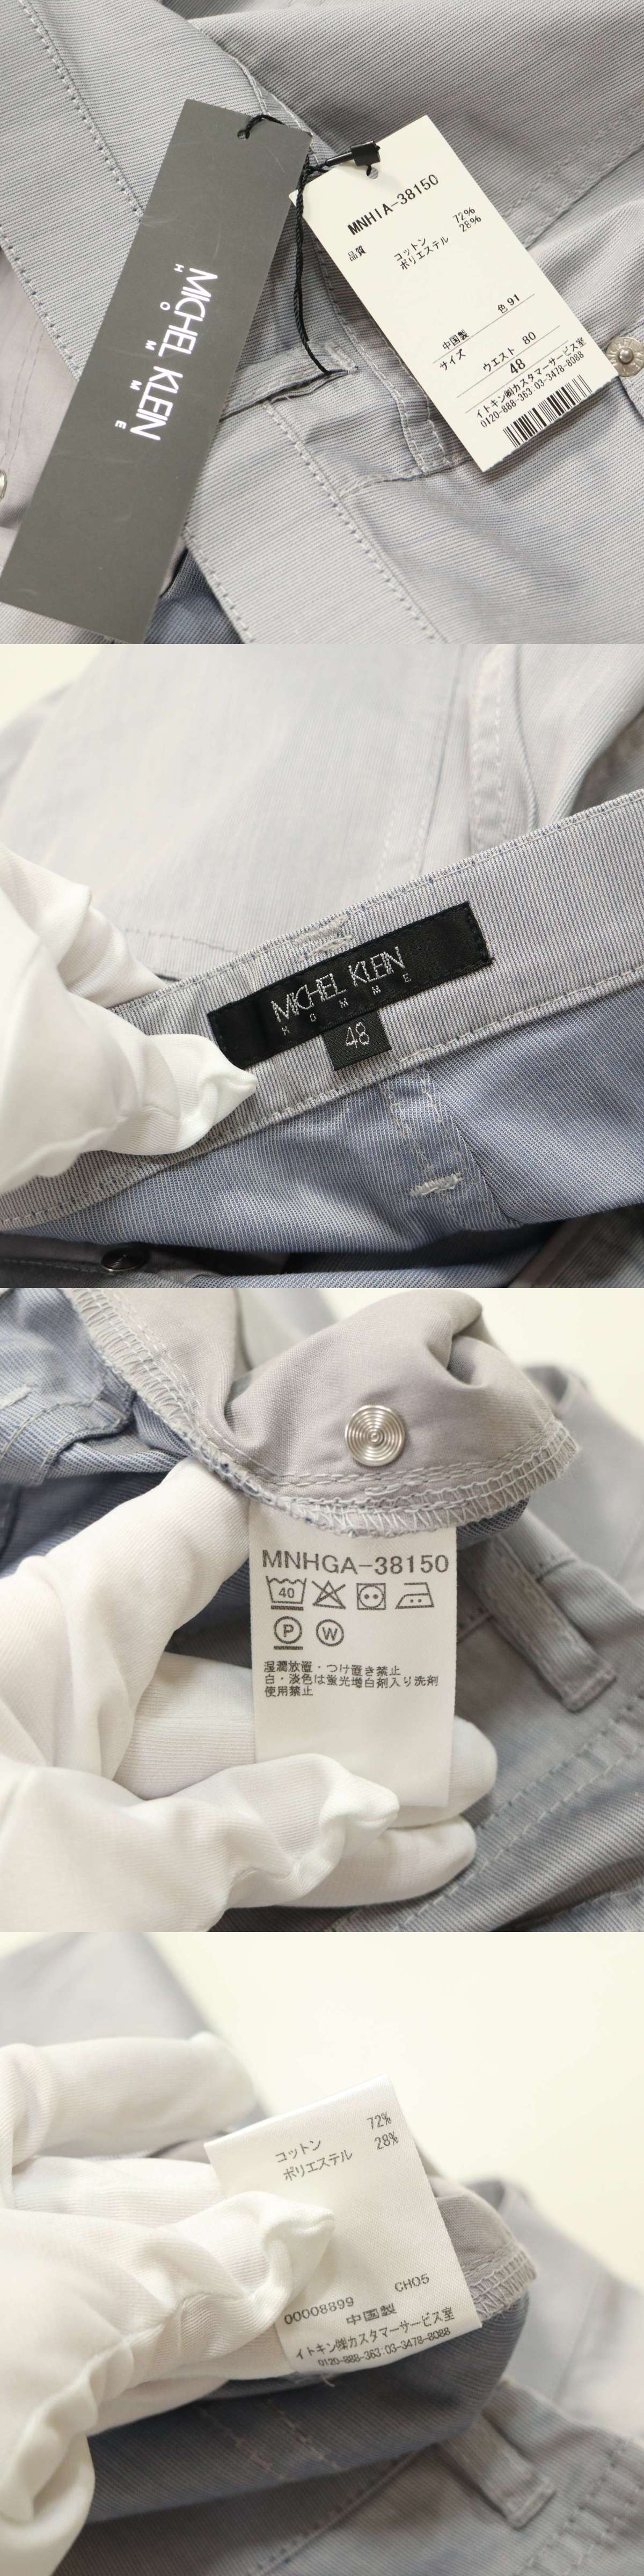 MICHEL KLEIN
HOMME
MNHIA-38150
品質
コットン 72%
ポリエステル 28%
色 91
中国製
サイズ
ウエスト 80
48
イトキン㈱カスタマーサービス室
0120-888-363 03-3478-8088
MICHEL KLEIN
HOMME
48
MNHGA-38150
40
P W
湿潤放置・つけ置き禁止
白・淡色は蛍光増白剤入り洗剤
使用禁止
コットン 72%
ポリエステル 28%
00008899 CH05
中国製
イトキン㈱カスタマーサービス室
0120-888-363 03-3478-8088